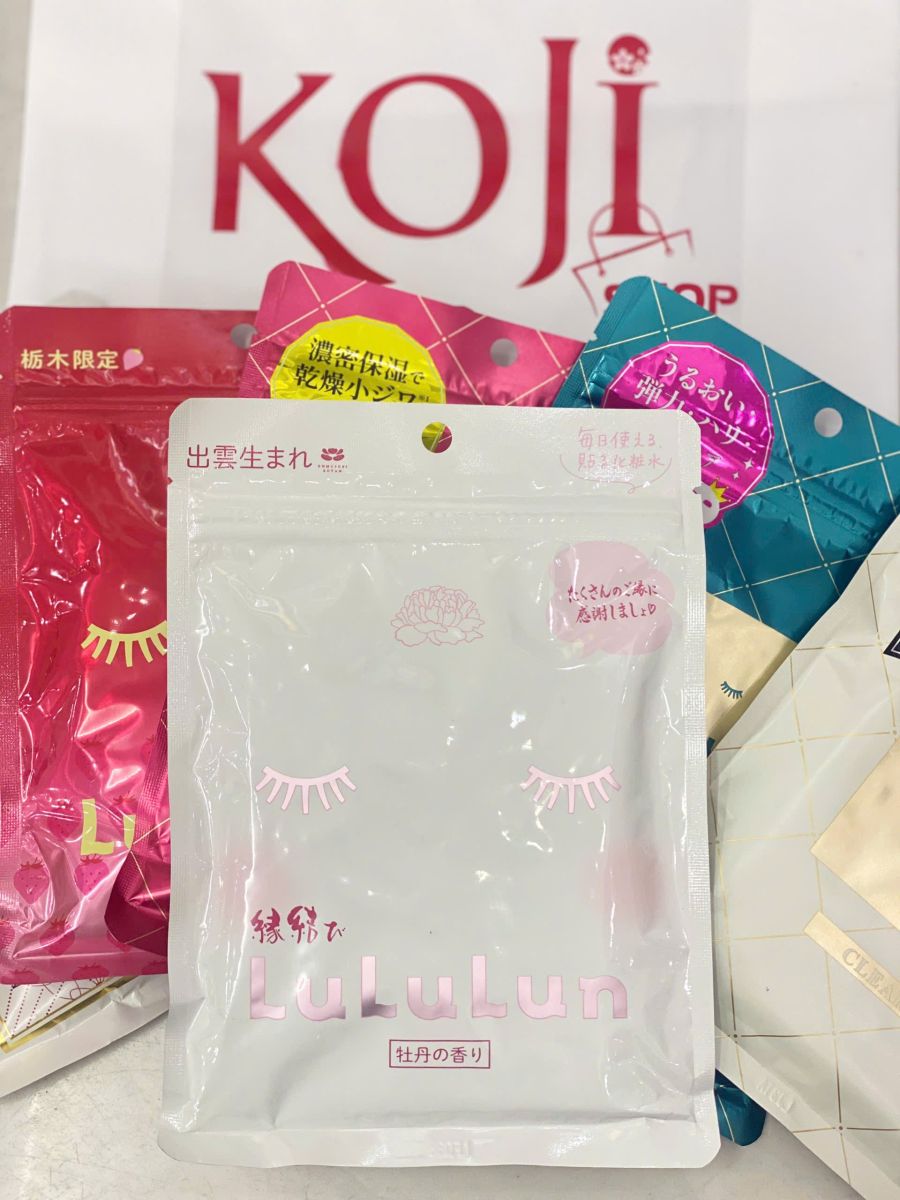 KOJI
SHOP
栃木限定
濃密保湿で
乾燥小ジワ
うるおい
弾力・ハリ
出雲生まれ
毎日使える、
貼る化粧水
たくさんのご縁に
感謝しましょ
縁結び
LuLuLun
牡丹の香り
Lu
CLEA